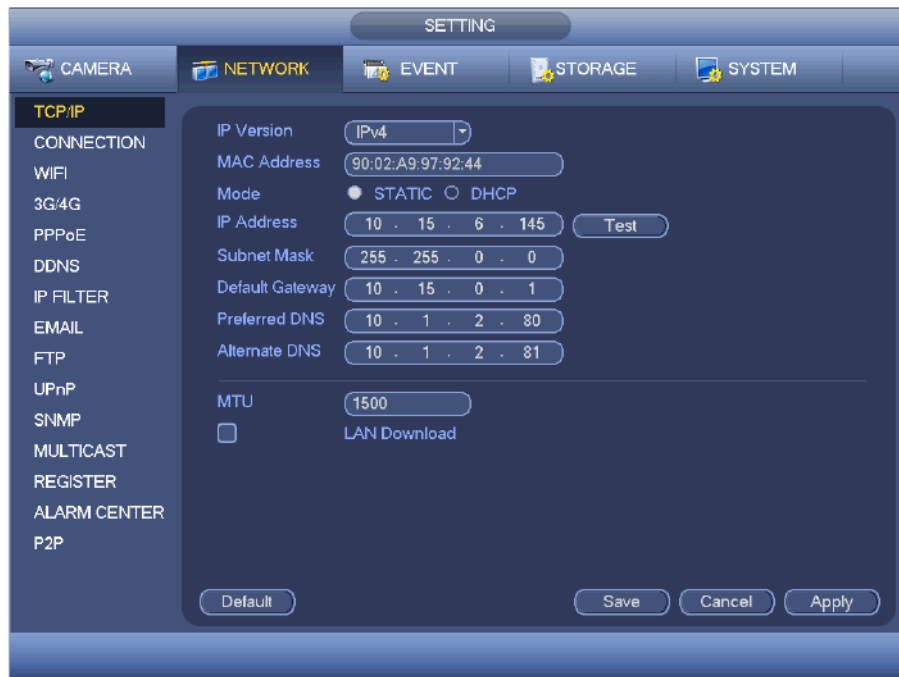 SETTING
CAMERA NETWORK EVENT STORAGE SYSTEM
TCP/IP
CONNECTION
WIFI
3G/4G
PPPoE
DDNS
IP FILTER
EMAIL
FTP
UPnP
SNMP
MULTICAST
REGISTER
ALARM CENTER
P2P
IP Version IPv4
MAC Address 90:02:A9:97:92:44
Mode STATIC DHCP
IP Address 10 . 15 . 6 . 145 Test
Subnet Mask 255 . 255 . 0 . 0
Default Gateway 10 . 15 . 0 . 1
Preferred DNS 10 . 1 . 2 . 80
Alternate DNS 10 . 1 . 2 . 81
MTU 1500
LAN Download
Default Save Cancel Apply